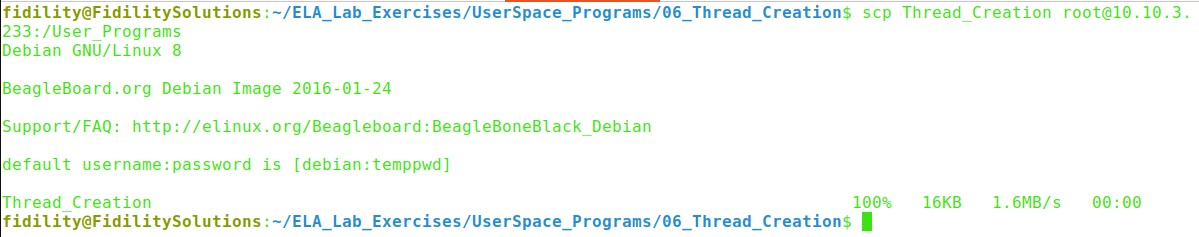 fidility@FidilitySolutions:~/ELA_Lab_Exercises/UserSpace_Programs/06_Thread_Creation$ scp Thread_Creation root@10.10.3.
233:/User_Programs
Debian GNU/Linux 8
BeagleBoard.org Debian Image 2016-01-24
Support/FAQ: http://elinux.org/Beagleboard:BeagleBoneBlack_Debian
default username:password is [debian:temppwd]
Thread_Creation 100% 16KB 1.6MB/s 00:00
fidility@FidilitySolutions:~/ELA_Lab_Exercises/UserSpace_Programs/06_Thread_Creation$